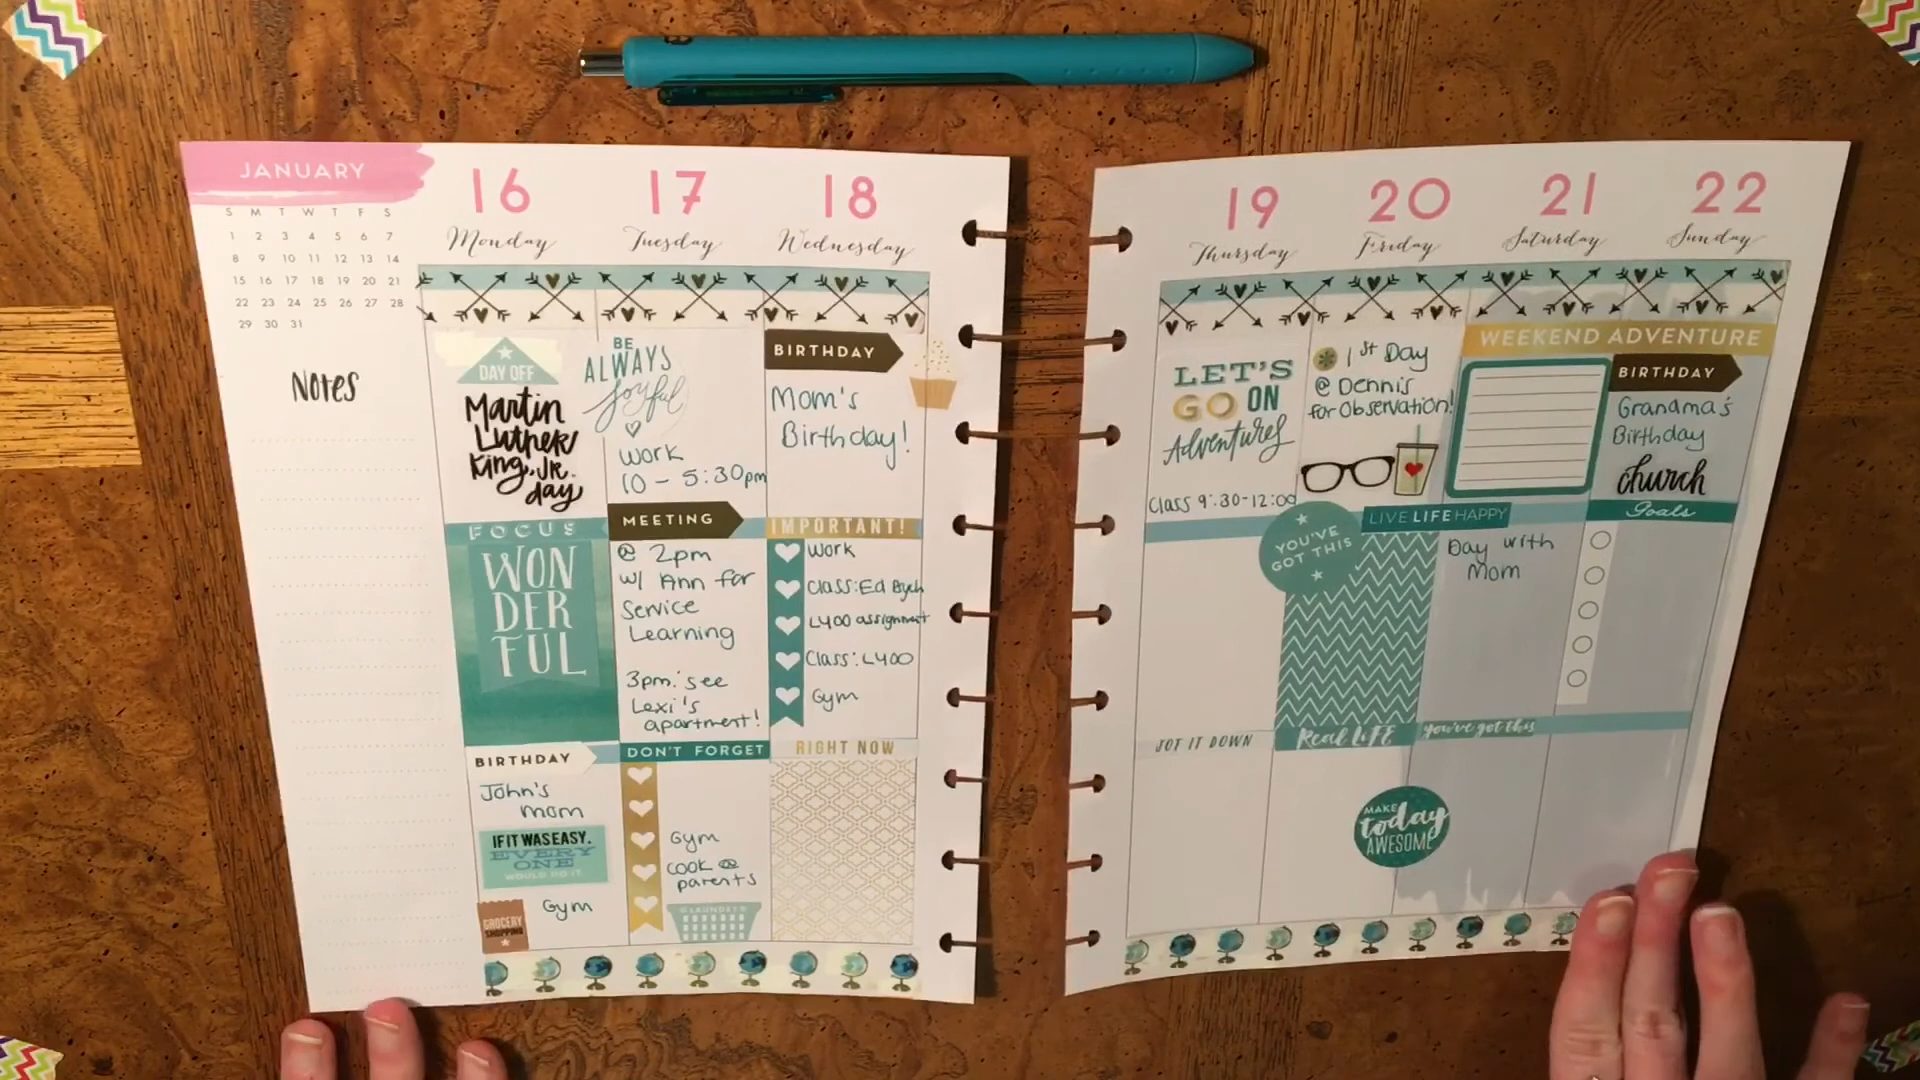 JANUARY
S M T W T F S
1 2 3 4 5 6 7
8 9 10 11 12 13 14
15 16 17 18 19 20 21
22 23 24 25 26 27 28
29 30 31
Notes
16
Monday
DAY OFF
Martin
Luther
King, Jr.
day
FOCUS
WON
DER
FUL
BIRTHDAY
John's
mom
IF IT WAS EASY.
EVERY
ONE
WOULD DO IT.
GROCERY
SHOPPING
Gym
17
Tuesday
BE
ALWAYS
joyful
work
10 - 5:30pm
MEETING
@ 2pm
w/ Ann for
Service
Learning
3pm: see
Lexi's
apartment!
DON'T FORGET
Gym
cook @
parents
LAUNDRY
18
Wednesday
BIRTHDAY
Mom's
Birthday!
IMPORTANT!
Work
Class: Ed Psych
L400 assignment
Class: L400
Gym
RIGHT NOW
19
Thursday
LET'S
GO ON
Adventures
Class 9:30-12:00
YOU'VE
GOT THIS
JOT IT DOWN
20
Friday
1st Day
@ Dennis
for Observation!
LIVE LIFE HAPPY
Real LIFE
MAKE
today
AWESOME
21
Saturday
WEEKEND ADVENTURE
Day with
Mom
you've got this
22
Sunday
BIRTHDAY
Grandma's
Birthday
church
Goals